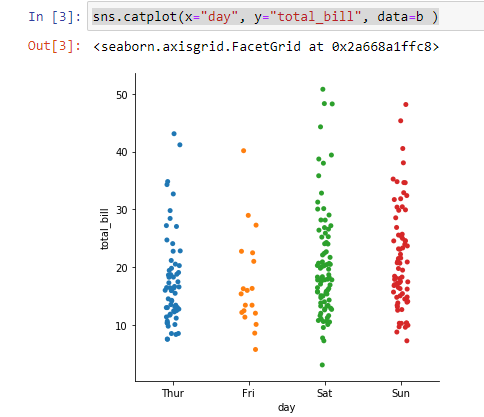 In [3]: sns.catplot(x="day", y="total_bill", data=b )
Out[3]: <seaborn.axisgrid.FacetGrid at 0x2a668a1ffc8>
50
40
30
20
10
total_bill
Thur Fri Sat Sun
day